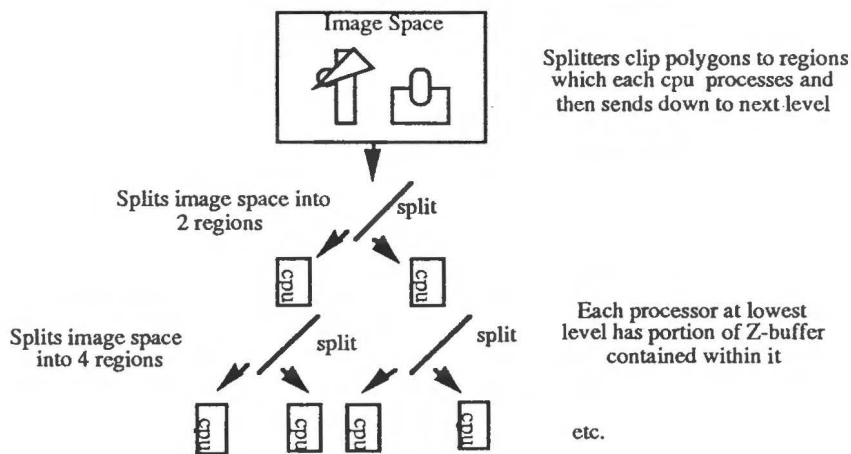 Image Space
Splitters clip polygons to regions
which each cpu processes and
then sends down to next level
Splits image space into
2 regions
split
cpu
cpu
Splits image space
into 4 regions
split
split
Each processor at lowest
level has portion of Z-buffer
contained within it
cpu
cpu
cpu
cpu
etc.